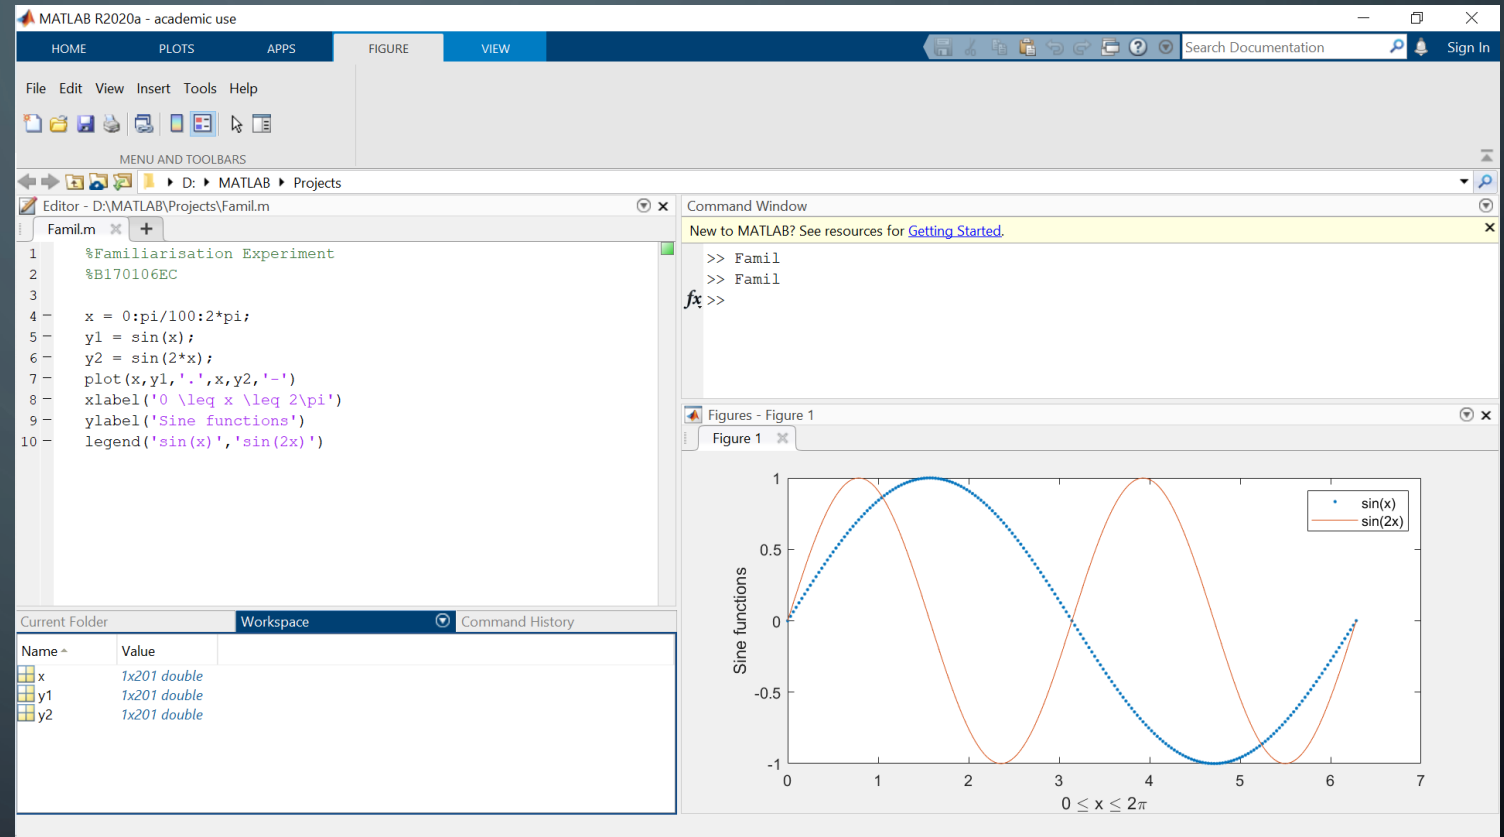 MATLAB R2020a - academic use
HOME PLOTS APPS FIGURE VIEW
Search Documentation
Sign In
File Edit View Insert Tools Help
MENU AND TOOLBARS
D: MATLAB Projects
Editor - D:\MATLAB\Projects\Famil.m
Famil.m
1 %Familiarisation Experiment
2 %B170106EC
3
4 - x = 0:pi/100:2*pi;
5 - y1 = sin(x);
6 - y2 = sin(2*x);
7 - plot(x,y1,'.',x,y2,'-')
8 - xlabel('0 \leq x \leq 2\pi')
9 - ylabel('Sine functions')
10 - legend('sin(x)','sin(2x)')
Current Folder
Workspace
Command History
Name Value
x 1x201 double
y1 1x201 double
y2 1x201 double
Command Window
New to MATLAB? See resources for Getting Started.
>> Famil
>> Famil
fx >>
Figures - Figure 1
Figure 1
sin(x)
sin(2x)
1
0.5
0
-0.5
-1
Sine functions
0 1 2 3 4 5 6 7
0 ≤ x ≤ 2π